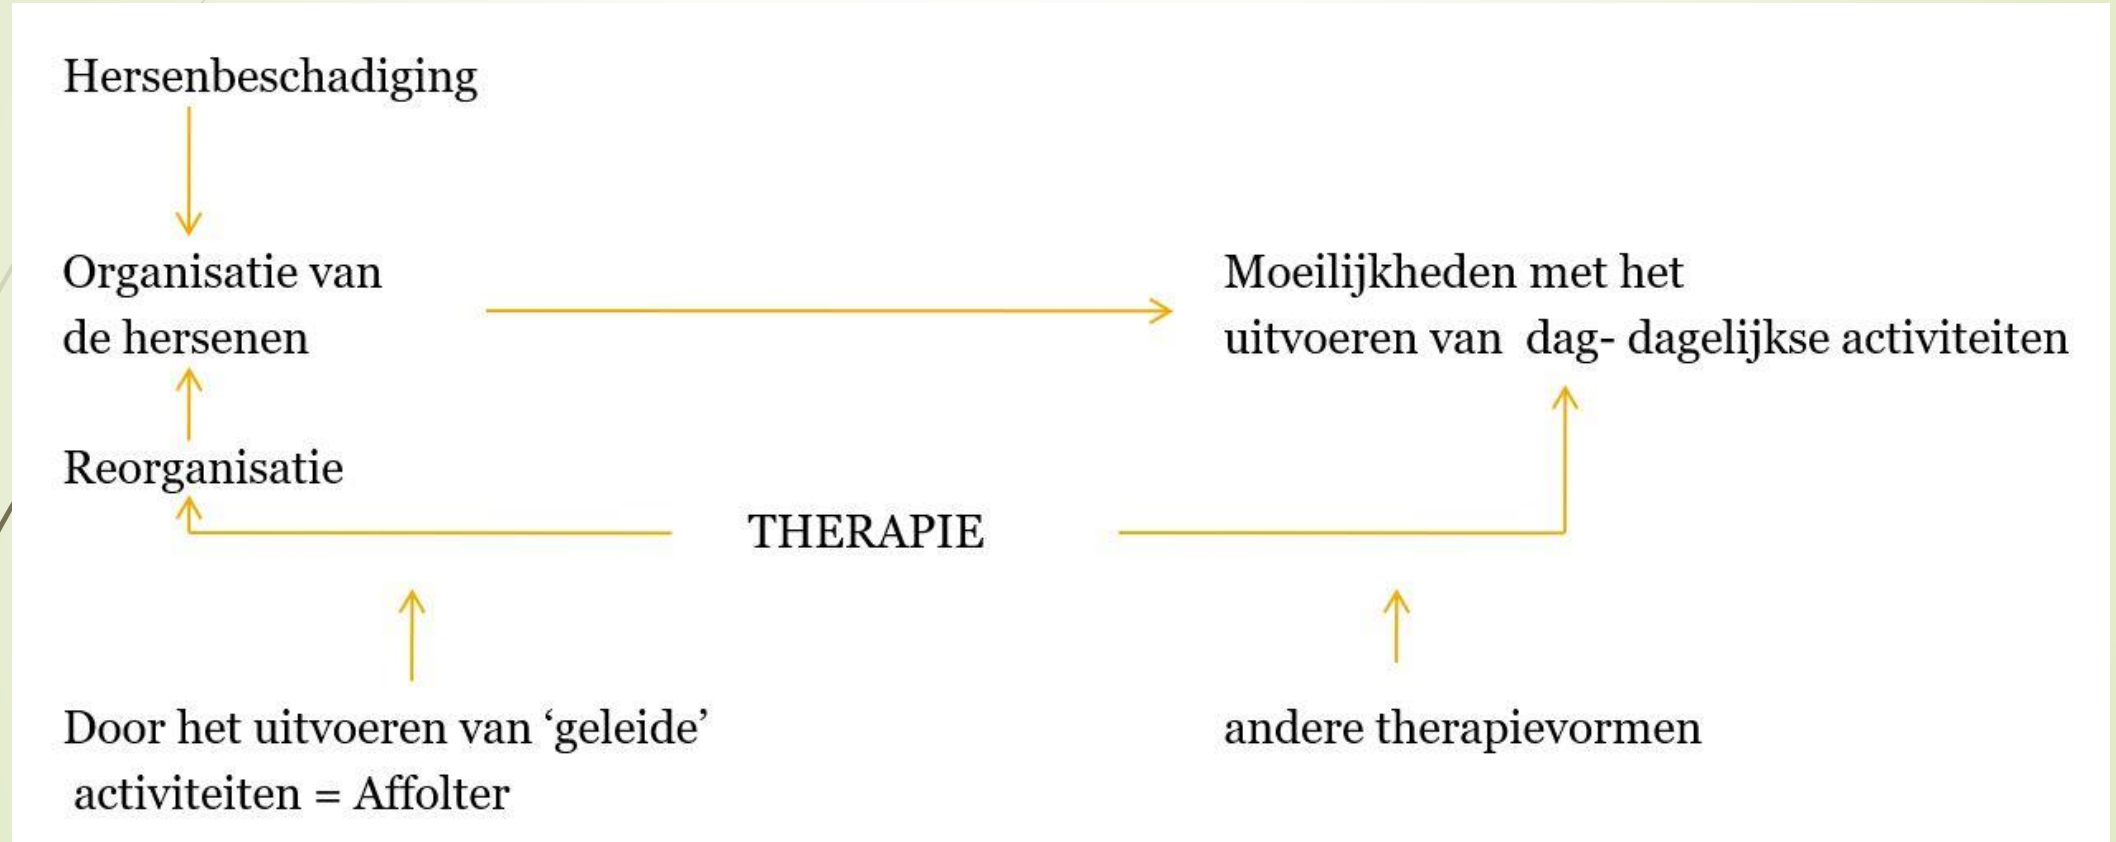 Hersenbeschadiging
Organisatie van
de hersenen
Moeilijkheden met het
uitvoeren van dag- dagelijkse activiteiten
Reorganisatie
THERAPIE
Door het uitvoeren van ‘geleide’
activiteiten = Affolter
andere therapievormen